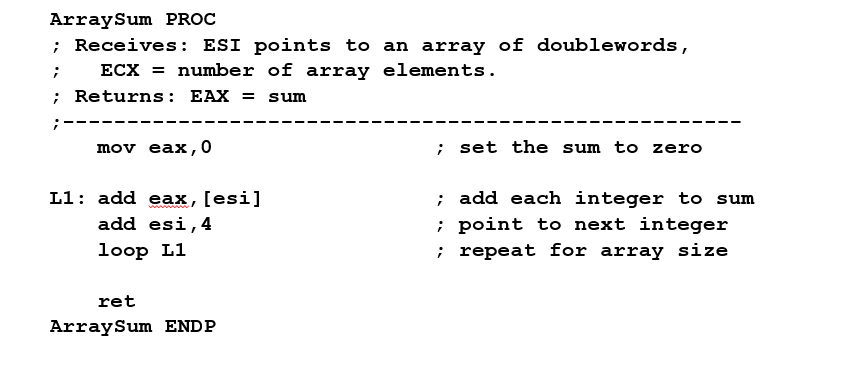 ArraySum PROC
; Receives: ESI points to an array of doublewords,
;   ECX = number of array elements.
; Returns: EAX = sum
;-----------------------------------------------------
    mov eax,0                 ; set the sum to zero
L1: add eax,[esi]             ; add each integer to sum
    add esi,4                 ; point to next integer
    loop L1                   ; repeat for array size
    ret
ArraySum ENDP